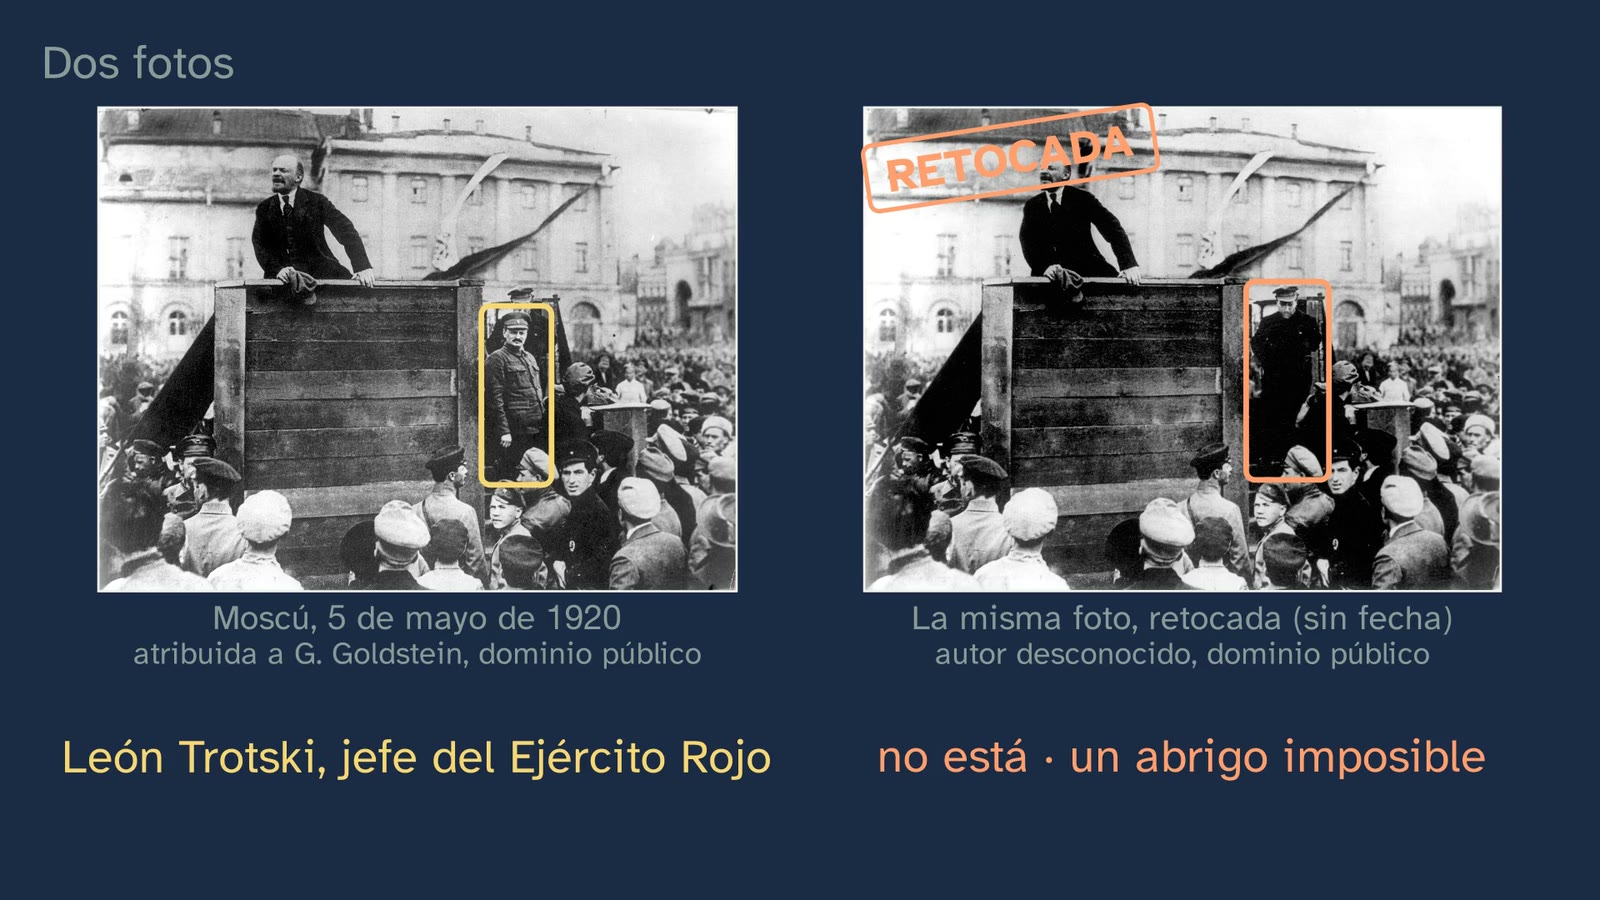 Dos fotos
RETOCADA
Moscú, 5 de mayo de 1920
atribuida a G. Goldstein, dominio público
La misma foto, retocada (sin fecha)
autor desconocido, dominio público
León Trotski, jefe del Ejército Rojo
no está · un abrigo imposible